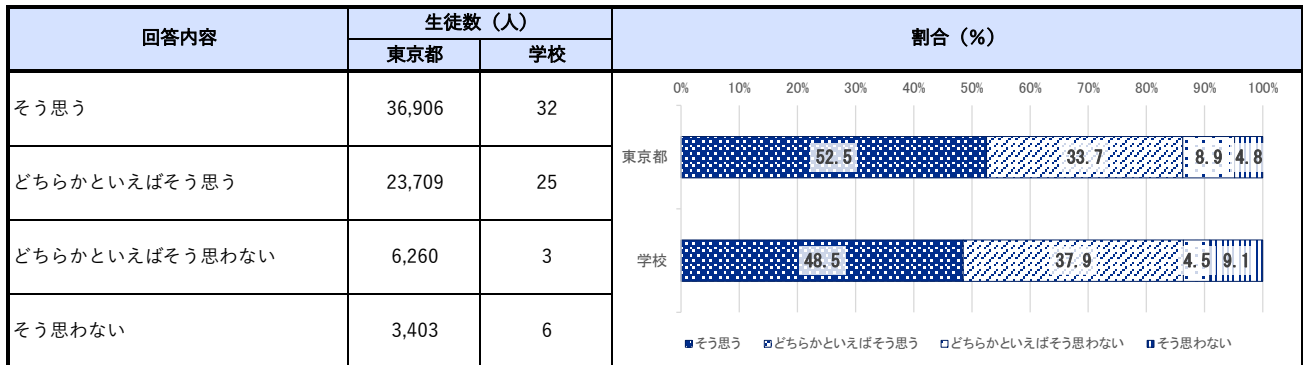 回答内容
生徒数（人）
割合（％）
東京都
学校
そう思う
36,906
32
どちらかといえばそう思う
23,709
25
どちらかといえばそう思わない
6,260
3
そう思わない
3,403
6
0% 10% 20% 30% 40% 50% 60% 70% 80% 90% 100%
東京都
52.5 33.7 8.9 4.8
学校
48.5 37.9 4.5 9.1
そう思う どちらかといえばそう思う どちらかといえばそう思わない そう思わない